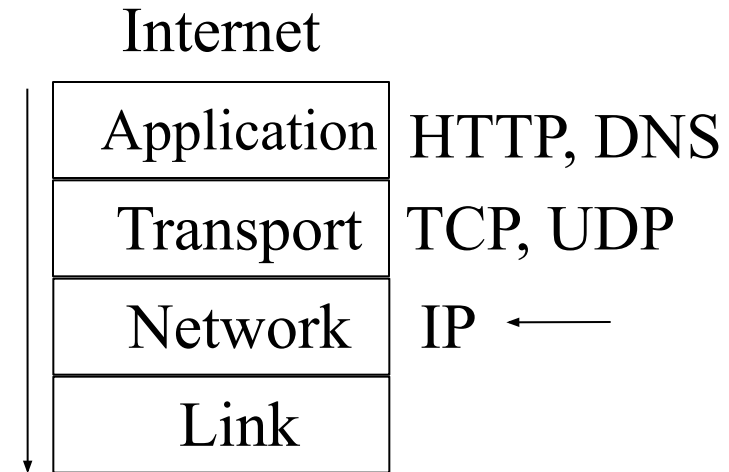 Internet
Application HTTP, DNS
Transport TCP, UDP
Network IP
Link